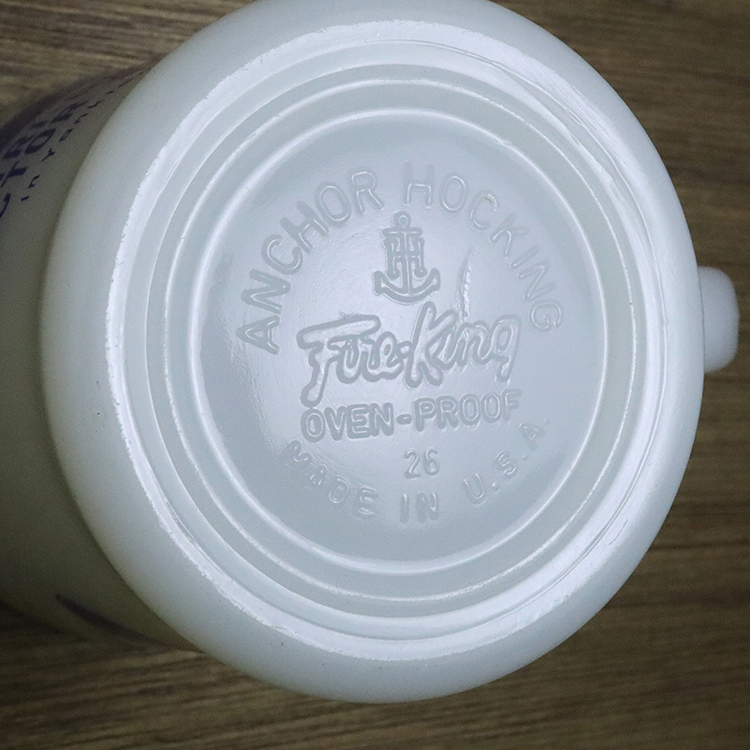 ANCHOR HOCKING
Fire-King
OVEN-PROOF
26
MADE IN U.S.A.